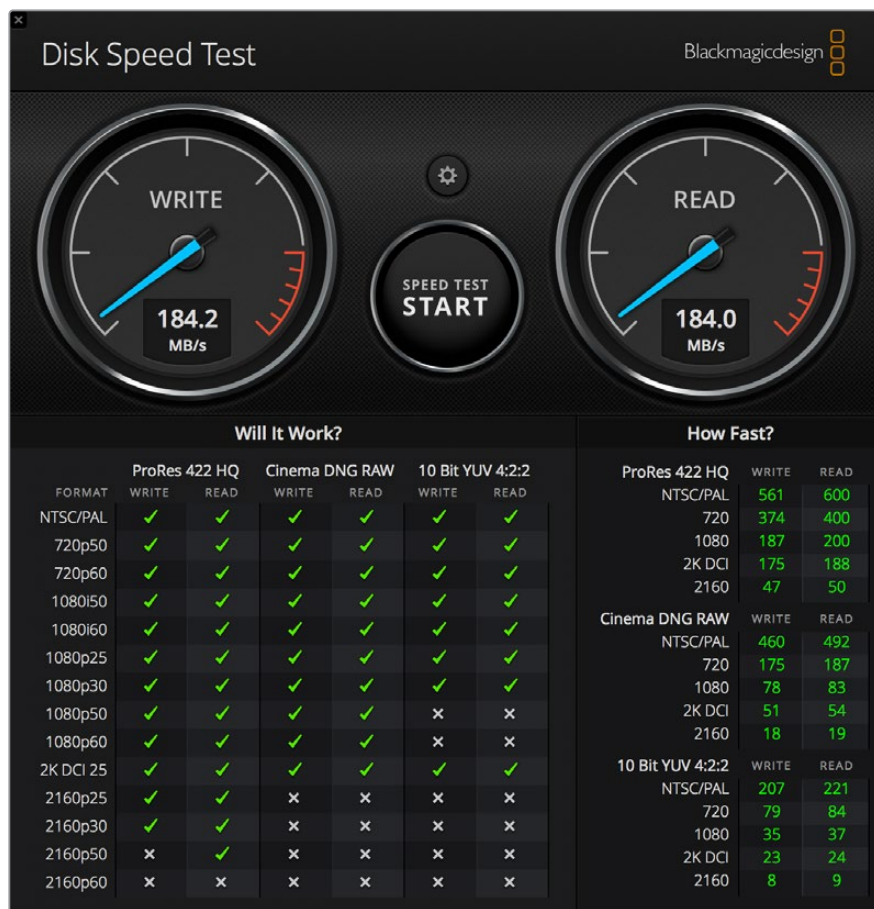 Disk Speed Test
Blackmagicdesign
WRITE
184.2
MB/s
SPEED TEST
START
READ
184.0
MB/s
Will It Work?
ProRes 422 HQ Cinema DNG RAW 10 Bit YUV 4:2:2
FORMAT WRITE READ WRITE READ WRITE READ
NTSC/PAL ✓ ✓ ✓ ✓ ✓ ✓
720p50 ✓ ✓ ✓ ✓ ✓ ✓
720p60 ✓ ✓ ✓ ✓ ✓ ✓
1080i50 ✓ ✓ ✓ ✓ ✓ ✓
1080i60 ✓ ✓ ✓ ✓ ✓ ✓
1080p25 ✓ ✓ ✓ ✓ ✓ ✓
1080p30 ✓ ✓ ✓ ✓ ✓ ✓
1080p50 ✓ ✓ ✓ ✓ × ×
1080p60 ✓ ✓ ✓ ✓ × ×
2K DCI 25 ✓ ✓ ✓ ✓ ✓ ✓
2160p25 ✓ ✓ × × × ×
2160p30 ✓ ✓ × × × ×
2160p50 × ✓ × × × ×
2160p60 × × × × × ×
How Fast?
ProRes 422 HQ WRITE READ
NTSC/PAL 561 600
720 374 400
1080 187 200
2K DCI 175 188
2160 47 50
Cinema DNG RAW WRITE READ
NTSC/PAL 460 492
720 175 187
1080 78 83
2K DCI 51 54
2160 18 19
10 Bit YUV 4:2:2 WRITE READ
NTSC/PAL 207 221
720 79 84
1080 35 37
2K DCI 23 24
2160 8 9